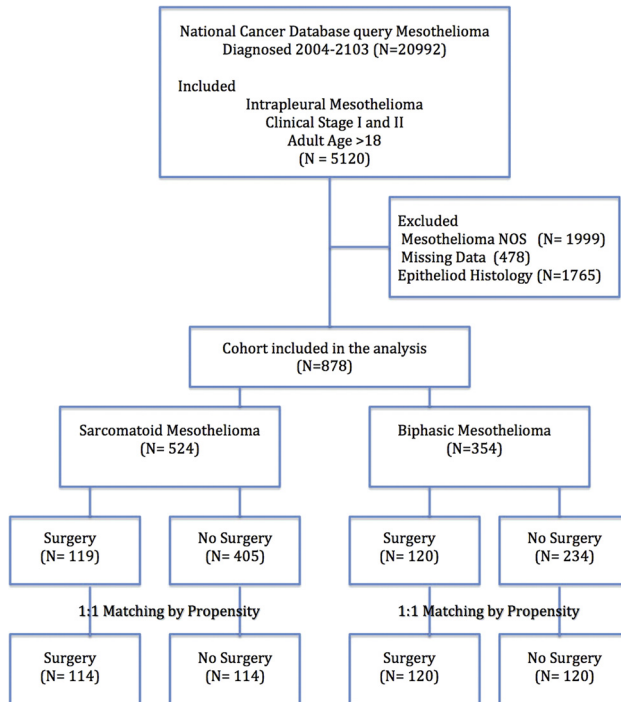 National Cancer Database query Mesothelioma
Diagnosed 2004-2103 (N=20992)
Included
Intrapleural Mesothelioma
Clinical Stage I and II
Adult Age >18
(N = 5120)
Excluded
Mesothelioma NOS (N= 1999)
Missing Data (478)
Epitheliod Histology (N=1765)
Cohort included in the analysis
(N=878)
Sarcomatoid Mesothelioma
(N= 524)
Biphasic Mesothelioma
(N=354)
Surgery
(N= 119)
No Surgery
(N= 405)
Surgery
(N= 120)
No Surgery
(N= 234)
1:1 Matching by Propensity
1:1 Matching by Propensity
Surgery
(N= 114)
No Surgery
(N= 114)
Surgery
(N= 120)
No Surgery
(N= 120)